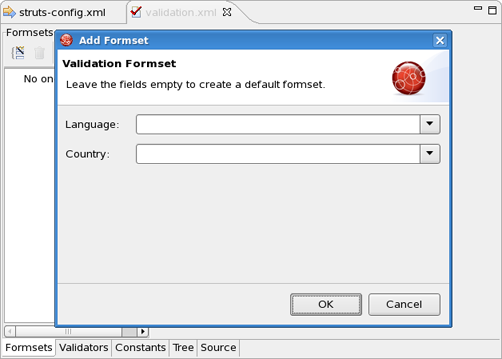 struts-config.xml
validation.xml
Formsets
No on
Add Formset
Validation Formset
Leave the fields empty to create a default formset.
Language:
Country:
OK
Cancel
Formsets
Validators
Constants
Tree
Source